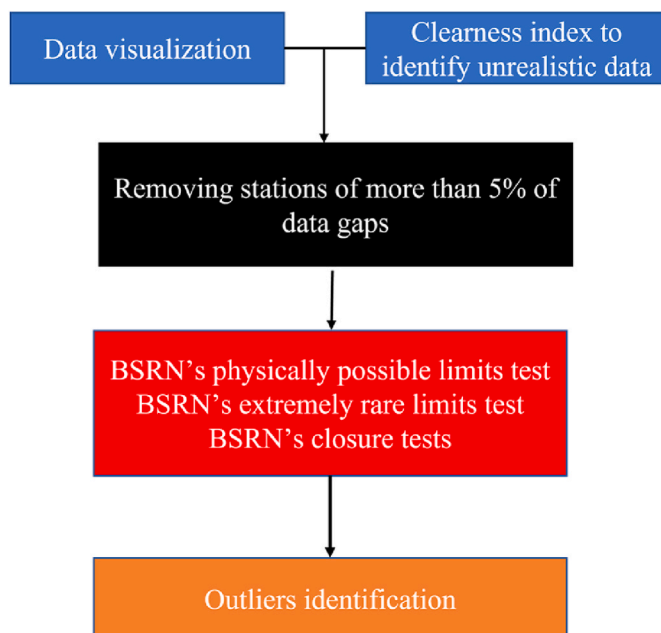 Data visualization
Clearness index to
identify unrealistic data
Removing stations of more than 5% of
data gaps
BSRN’s physically possible limits test
BSRN’s extremely rare limits test
BSRN’s closure tests
Outliers identification